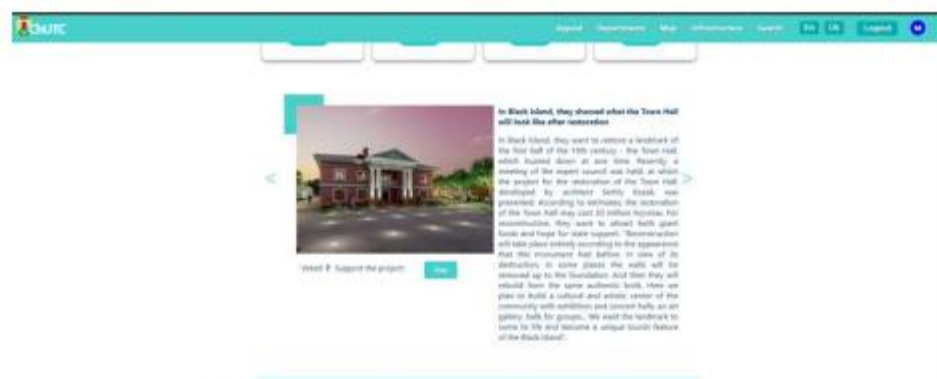 ChUTC
Appeal Departments Map Infrastructure Search En Uk Logout M
In Black Island, they showed what the Town Hall
will look like after restoration
In Black Island, they want to restore a landmark of
the first half of the 19th century - the Town Hall,
which burned down at one time. Recently, a
meeting of the expert council was held, at which
the project for the restoration of the Town Hall
developed by architect Serhiy was
presented. According to estimates, the restoration
of the Town Hall may cost 30 million hryvnias. For
reconstruction, they want to attract both grant
funds and hope for state support. "Reconstruction
will take place entirely according to the appearance
that this monument had before. In view of its
destruction, in some places the walls will be
removed up to the foundation. And then they will
rebuild from the same authentic brick. Here we
plan to build a cultural and artistic center of the
community with exhibition and concert halls, an art
gallery, halls for groups... We want the landmark to
come to life and become a unique tourist feature
of the Black Island".
Support the project: